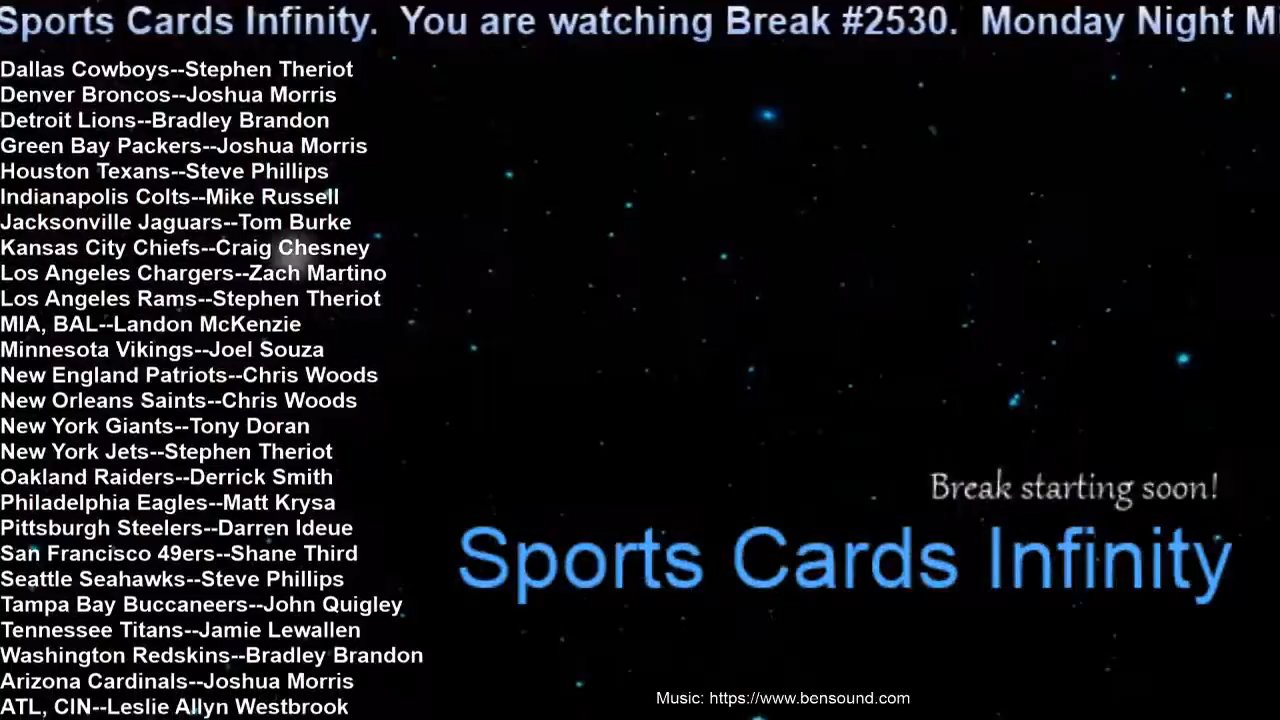 Sports Cards Infinity.  You are watching Break #2530.  Monday Night
Dallas Cowboys--Stephen Theriot
Denver Broncos--Joshua Morris
Detroit Lions--Bradley Brandon
Green Bay Packers--Joshua Morris
Houston Texans--Steve Phillips
Indianapolis Colts--Mike Russell
Jacksonville Jaguars--Tom Burke
Kansas City Chiefs--Craig Chesney
Los Angeles Chargers--Zach Martino
Los Angeles Rams--Stephen Theriot
MIA, BAL--Landon McKenzie
Minnesota Vikings--Joel Souza
New England Patriots--Chris Woods
New Orleans Saints--Chris Woods
New York Giants--Tony Doran
New York Jets--Stephen Theriot
Oakland Raiders--Derrick Smith
Philadelphia Eagles--Matt Krysa
Pittsburgh Steelers--Darren Ideue
San Francisco 49ers--Shane Third
Seattle Seahawks--Steve Phillips
Tampa Bay Buccaneers--John Quigley
Tennessee Titans--Jamie Lewallen
Washington Redskins--Bradley Brandon
Arizona Cardinals--Joshua Morris
ATL, CIN--Leslie Allyn Westbrook
Break starting soon!
Sports Cards Infinity
Music: https://www.bensound.com